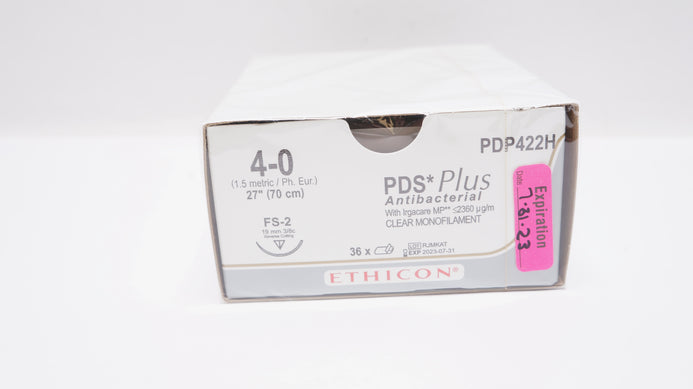 4-0
(1.5 metric / Ph. Eur.)
27" (70 cm)
FS-2
19 mm 3/8c
Reverse Cutting
PDP422H
PDS* Plus
Antibacterial
With Irgacare MP** ≤2360 µg/m
CLEAR MONOFILAMENT
36 x
LOT RJMKAT
EXP 2023-07-31
ETHICON*
Expiration
Date 7.31.23